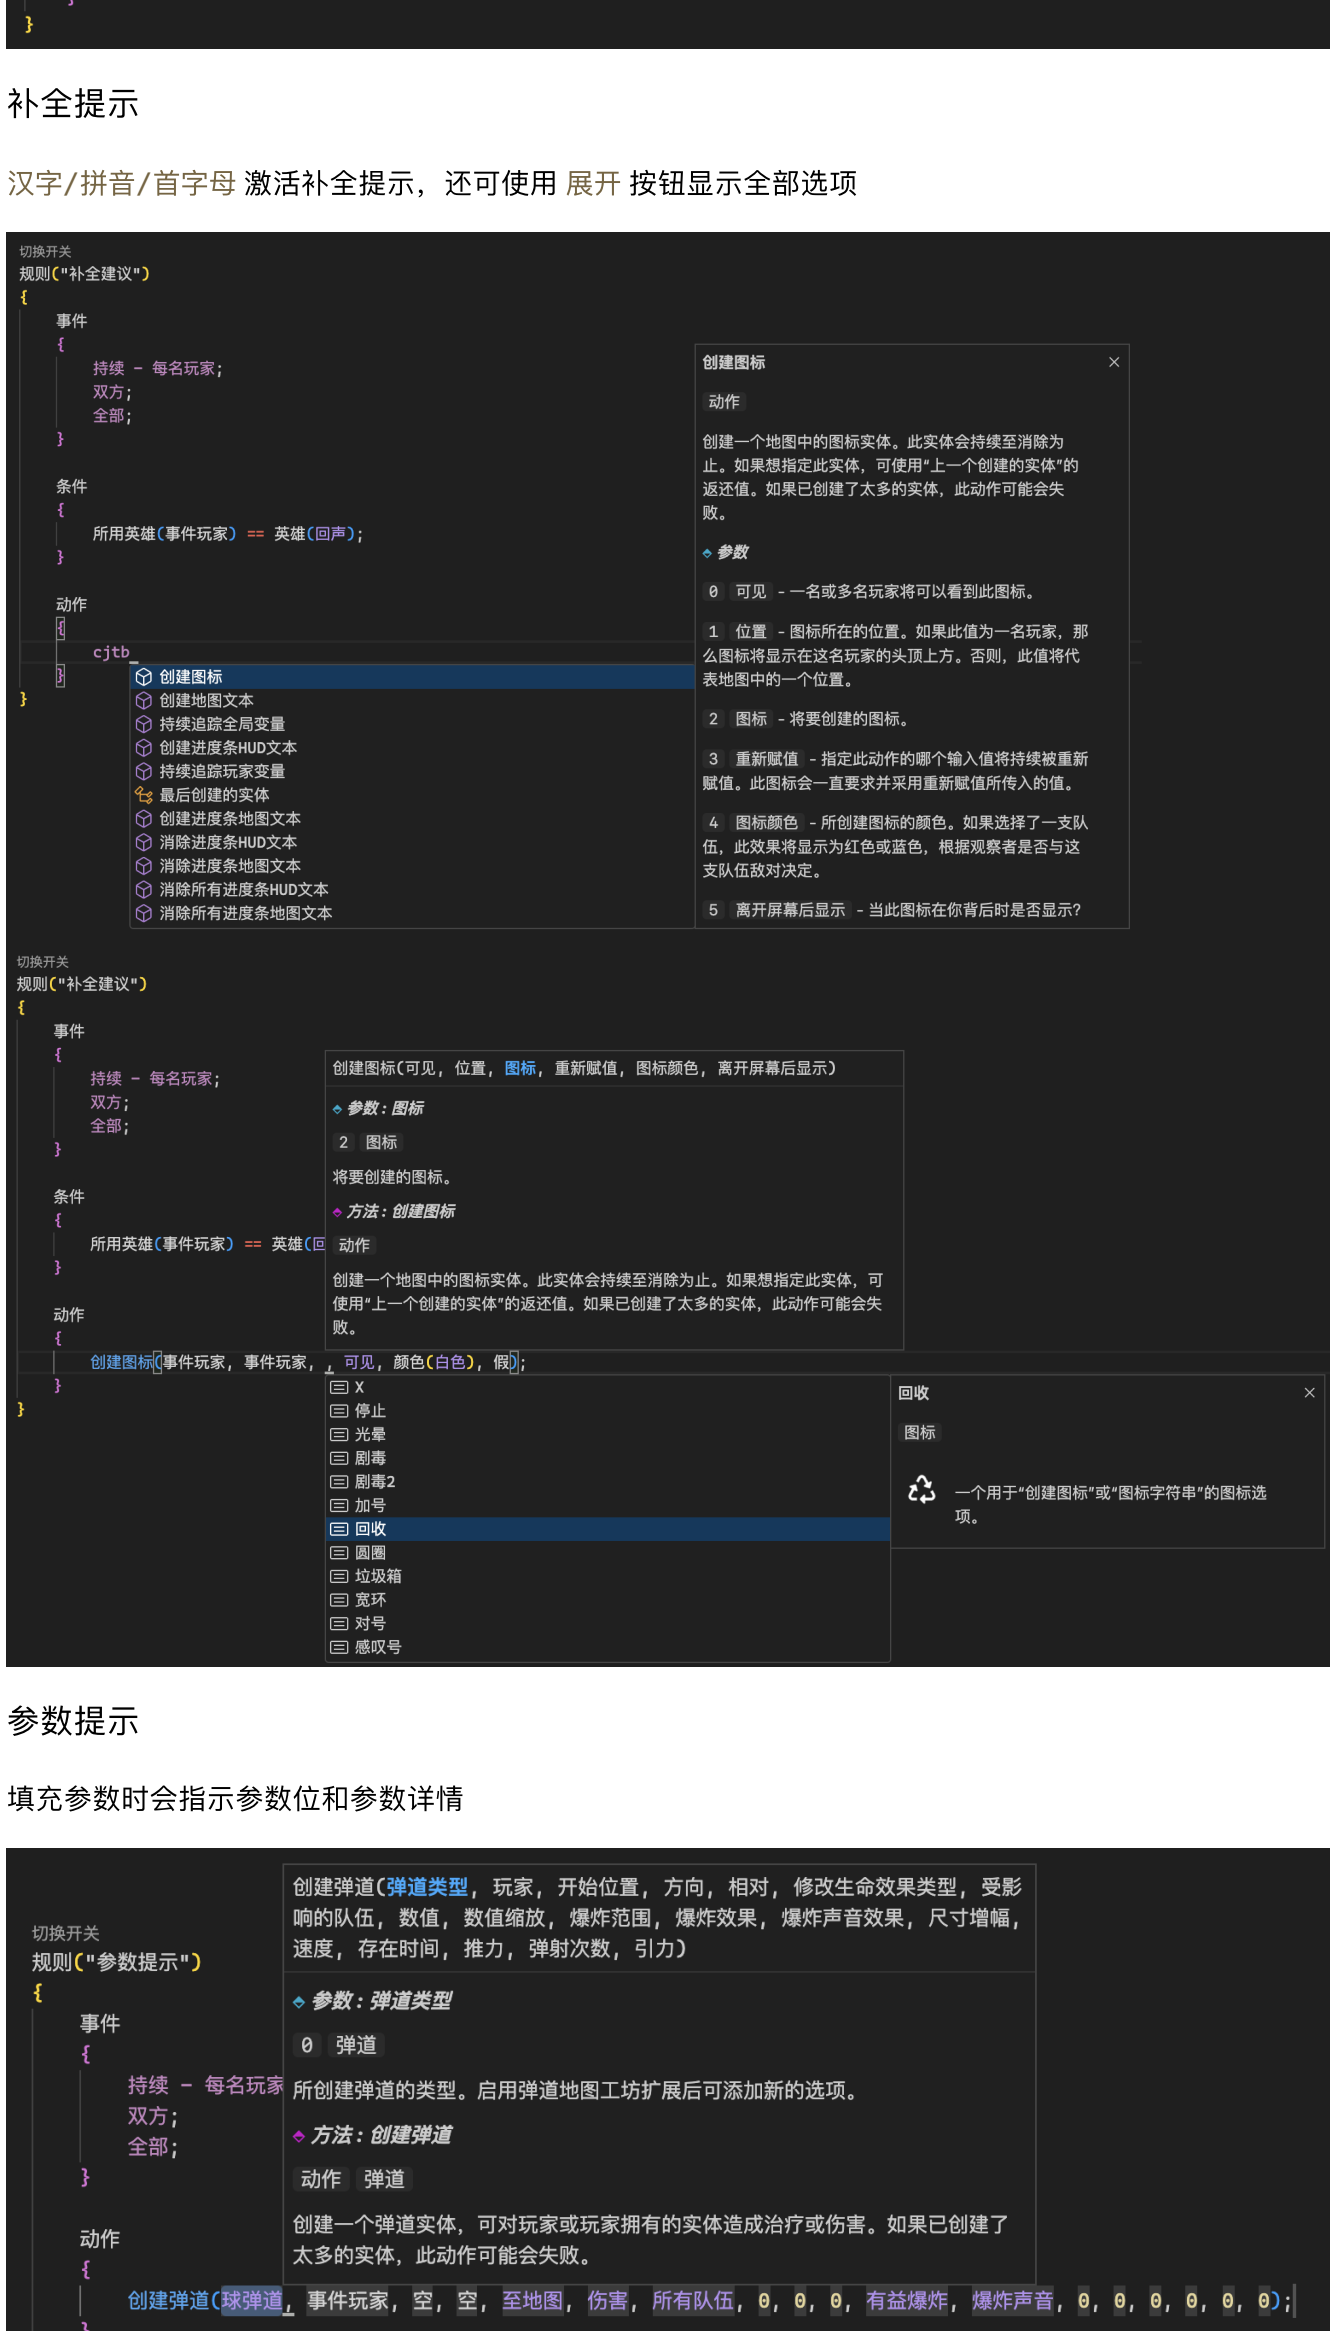 }
}
补全提示
汉字/拼音/首字母 激活补全提示，还可使用 展开 按钮显示全部选项
切换开关
规则("补全建议")
{
事件
{
持续 - 每名玩家;
双方;
全部;
}
条件
{
所用英雄(事件玩家) == 英雄(回声);
}
动作
{
cjtb
}
}
创建图标
创建地图文本
持续追踪全局变量
创建进度条HUD文本
持续追踪玩家变量
最后创建的实体
创建进度条地图文本
消除进度条HUD文本
消除进度条地图文本
消除所有进度条HUD文本
消除所有进度条地图文本
创建图标
动作
创建一个地图中的图标实体。此实体会持续至消除为
止。如果想指定此实体，可使用“上一个创建的实体”的
返还值。如果已创建了太多的实体，此动作可能会失
败。
参数
0 可见 - 一名或多名玩家将可以看到此图标。
1 位置 - 图标所在的位置。如果此值为一名玩家，那
么图标将显示在这名玩家的头顶上方。否则，此值将代
表地图中的一个位置。
2 图标 - 将要创建的图标。
3 重新赋值 - 指定此动作的哪个输入值将持续被重新
赋值。此图标会一直要求并采用重新赋值所传入的值。
4 图标颜色 - 所创建图标的颜色。如果选择了一支队
伍，此效果将显示为红色或蓝色，根据观察者是否与这
支队伍敌对决定。
5 离开屏幕后显示 - 当此图标在你背后时是否显示？
切换开关
规则("补全建议")
{
事件
{
持续 - 每名玩家;
双方;
全部;
}
条件
{
所用英雄(事件玩家) == 英雄(回
}
动作
{
创建图标(事件玩家, 事件玩家, , 可见, 颜色(白色), 假);
}
}
创建图标(可见, 位置, 图标, 重新赋值, 图标颜色, 离开屏幕后显示)
参数：图标
2 图标
将要创建的图标。
方法：创建图标
动作
创建一个地图中的图标实体。此实体会持续至消除为止。如果想指定此实体，可
使用“上一个创建的实体”的返还值。如果已创建了太多的实体，此动作可能会失
败。
X
停止
光晕
剧毒
剧毒2
加号
回收
圆圈
垃圾箱
宽环
对号
感叹号
回收
图标
一个用于“创建图标”或“图标字符串”的图标选
项。
参数提示
填充参数时会指示参数位和参数详情
切换开关
规则("参数提示")
{
事件
{
持续 - 每名玩家
双方;
全部;
}
动作
{
创建弹道(球弹道, 事件玩家, 空, 空, 至地图, 伤害, 所有队伍, 0, 0, 0, 有益爆炸, 爆炸声音, 0, 0, 0, 0, 0, 0);
}
创建弹道(弹道类型, 玩家, 开始位置, 方向, 相对, 修改生命效果类型, 受影
响的队伍, 数值, 数值缩放, 爆炸范围, 爆炸效果, 爆炸声音效果, 尺寸增幅,
速度, 存在时间, 推力, 弹射次数, 引力)
参数：弹道类型
0 弹道
所创建弹道的类型。启用弹道地图工坊扩展后可添加新的选项。
方法：创建弹道
动作 弹道
创建一个弹道实体，可对玩家或玩家拥有的实体造成治疗或伤害。如果已创建了
太多的实体，此动作可能会失败。